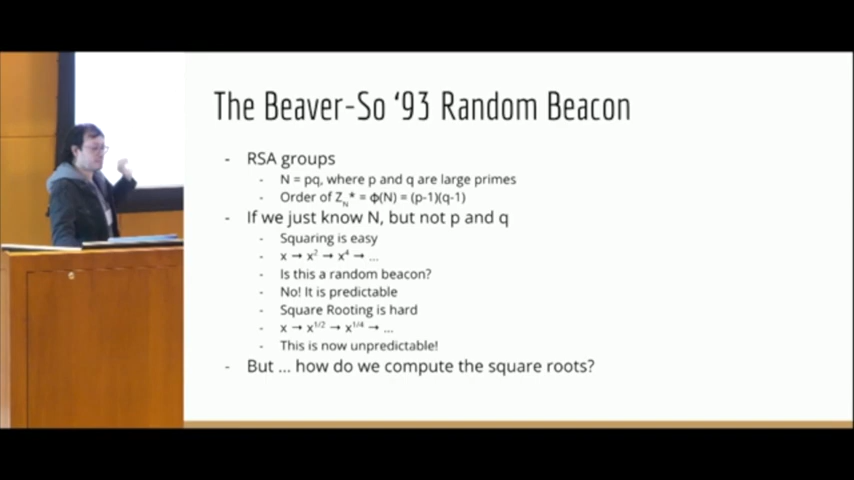 The Beaver-So ‘93 Random Beacon
- RSA groups
- N = pq, where p and q are large primes
- Order of Z_N* = ϕ(N) = (p-1)(q-1)
- If we just know N, but not p and q
- Squaring is easy
- x → x² → x⁴ → ...
- Is this a random beacon?
- No! It is predictable
- Square Rooting is hard
- x → x^1/2 → x^1/4 → ...
- This is now unpredictable!
- But ... how do we compute the square roots?